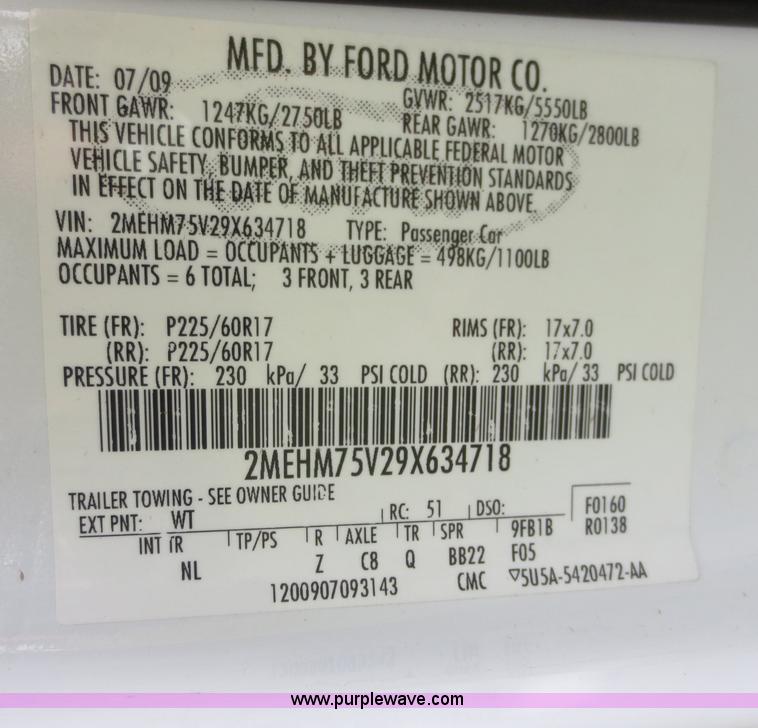 MFD. BY FORD MOTOR CO.
DATE: 07/09 GVWR: 2517KG/5550LB
FRONT GAWR: 1247KG/2750LB REAR GAWR: 1270KG/2800LB
THIS VEHICLE CONFORMS TO ALL APPLICABLE FEDERAL MOTOR
VEHICLE SAFETY, BUMPER, AND THEFT PREVENTION STANDARDS
IN EFFECT ON THE DATE OF MANUFACTURE SHOWN ABOVE.
VIN: 2MEHM75V29X634718 TYPE: Passenger Car
MAXIMUM LOAD = OCCUPANTS + LUGGAGE = 498KG/1100LB
OCCUPANTS = 6 TOTAL; 3 FRONT, 3 REAR
TIRE (FR): P225/60R17 RIMS (FR): 17x7.0
(RR): P225/60R17 (RR): 17x7.0
PRESSURE (FR): 230 kPa/ 33 PSI COLD (RR): 230 kPa/ 33 PSI COLD
2MEHM75V29X634718
TRAILER TOWING - SEE OWNER GUIDE
EXT PNT: WT RC: 51 DSO: F0160
INT TR TP/PS R AXLE TR SPR 9FB1B R0138
NL Z C8 Q BB22 F05
1200907093143 CMC ▽5U5A-5420472-AA
www.purplewave.com